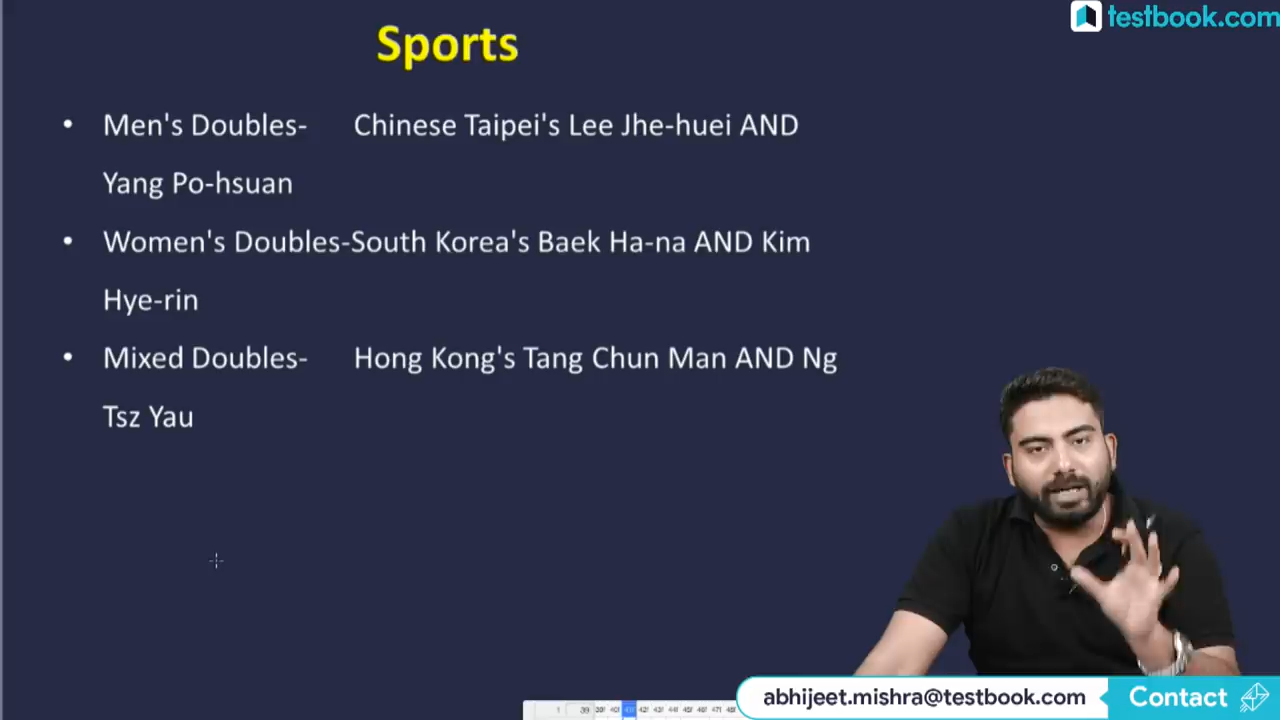 testbook.com
Sports
• Men's Doubles- Chinese Taipei's Lee Jhe-huei AND
Yang Po-hsuan
• Women's Doubles-South Korea's Baek Ha-na AND Kim
Hye-rin
• Mixed Doubles- Hong Kong's Tang Chun Man AND Ng
Tsz Yau
abhijeet.mishra@testbook.com Contact